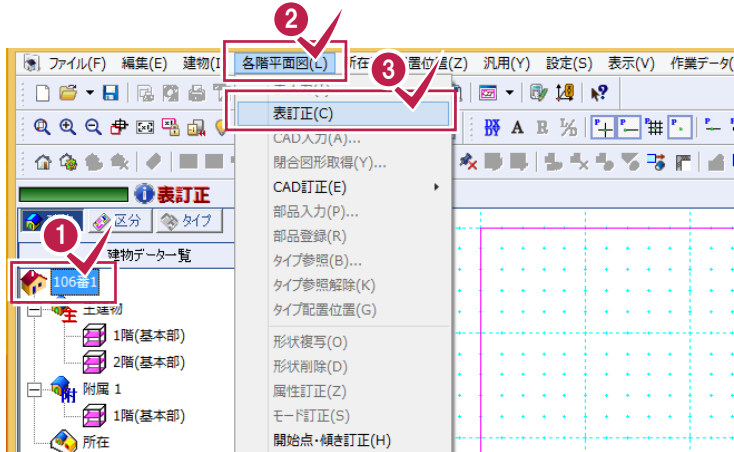 2
ファイル(F) 編集(E) 建物(I 各階平面図(L) 所在 置位置(Z) 汎用(Y) 設定(S) 表示(V) 作業データ(
3
表訂正(C)
CAD入力(A)...
閉合図形取得(Y)...
CAD訂正(E)
部品入力(P)...
部品登録(R)
タイプ参照(B)...
タイプ参照解除(K)
タイプ配置位置(G)
形状複写(O)
形状削除(D)
属性訂正(Z)
モード訂正(S)
開始点・傾き訂正(H)
表訂正
区分 タイプ
1
建物データ一覧
106番1
主 主建物
1階(基本部)
2階(基本部)
附 附属 1
1階(基本部)
所在